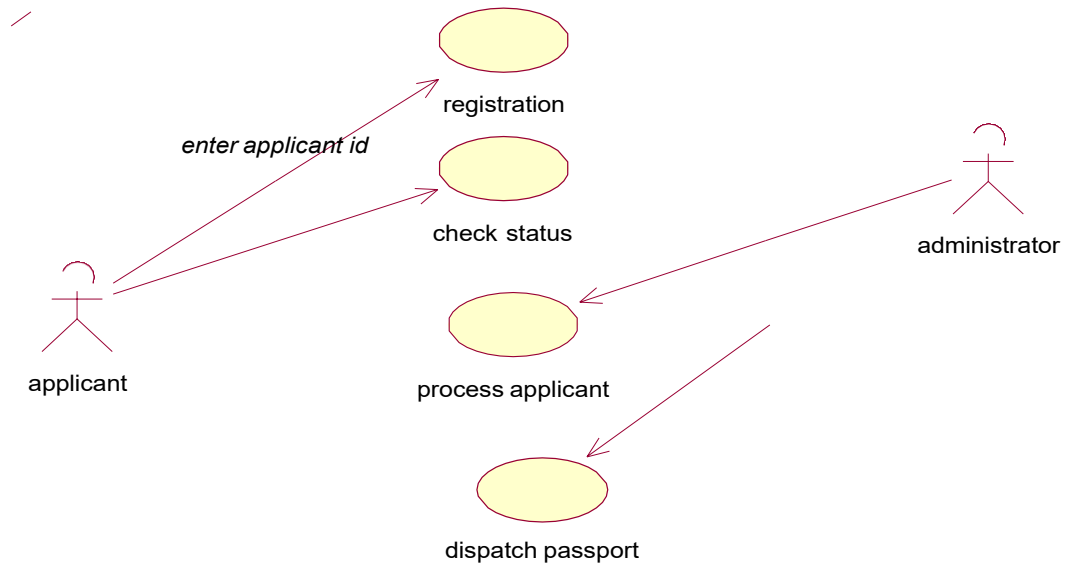 registration
enter applicant id
check status
administrator
applicant
process applicant
dispatch passport